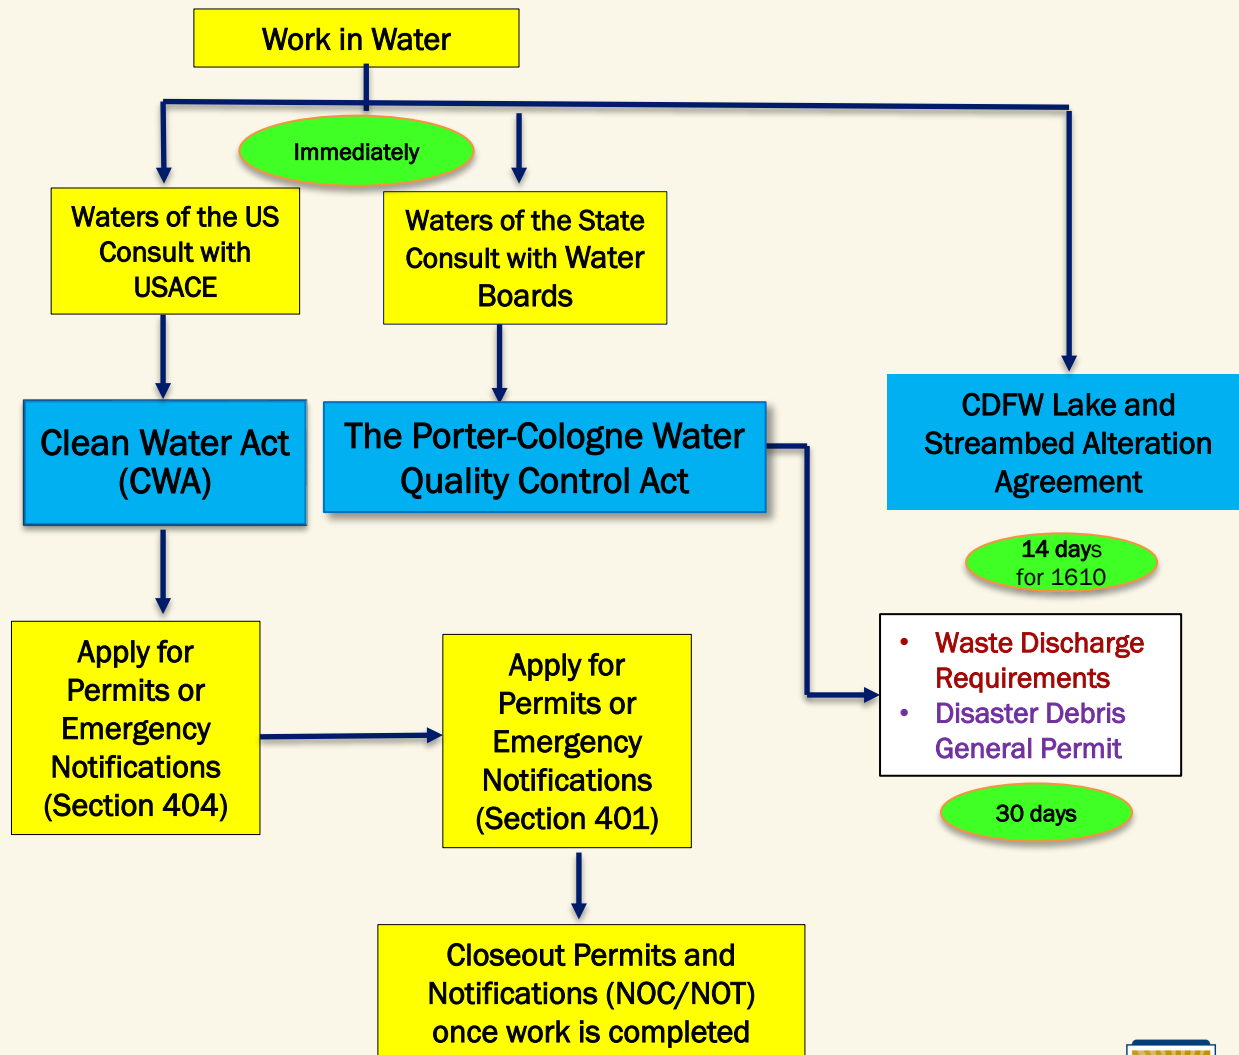 Work in Water
Immediately
Waters of the US
Consult with
USACE
Waters of the State
Consult with Water
Boards
Clean Water Act
(CWA)
The Porter-Cologne Water
Quality Control Act
CDFW Lake and
Streambed Alteration
Agreement
14 days
for 1610
Apply for
Permits or
Emergency
Notifications
(Section 404)
Apply for
Permits or
Emergency
Notifications
(Section 401)
• Waste Discharge
Requirements
• Disaster Debris
General Permit
30 days
Closeout Permits and
Notifications (NOC/NOT)
once work is completed